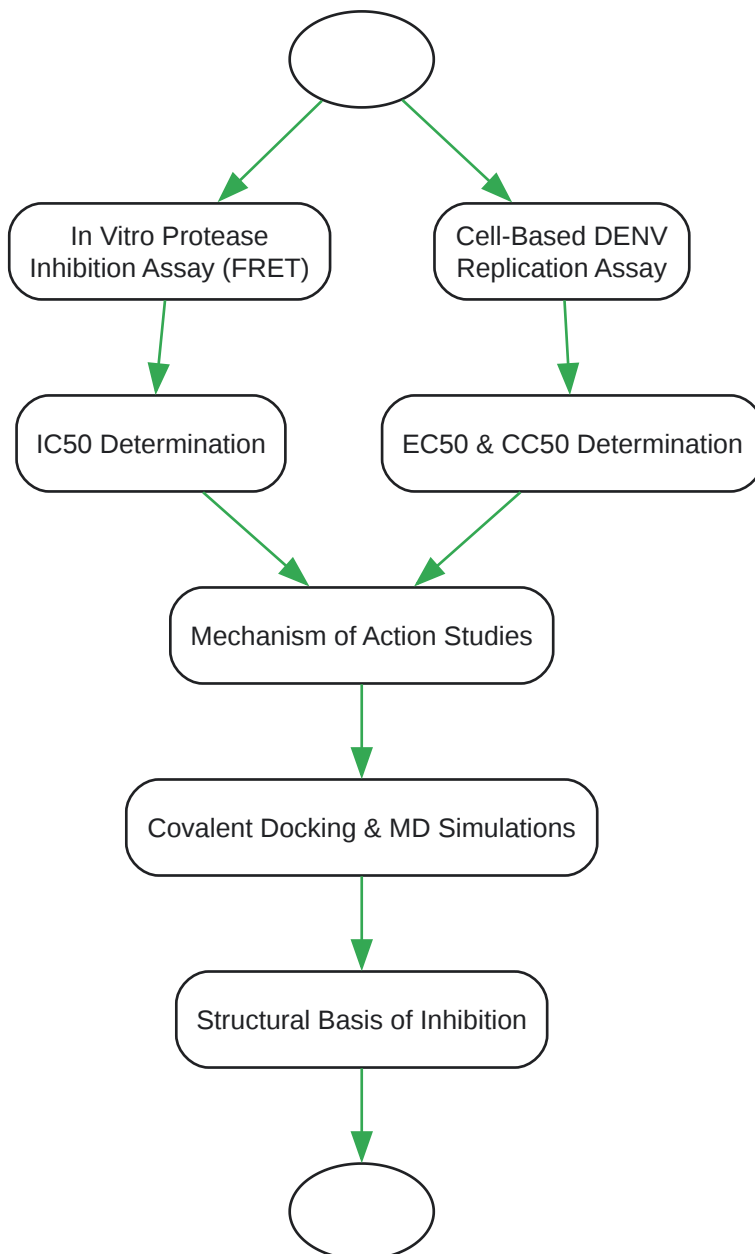 In Vitro Protease
Inhibition Assay (FRET)
Cell-Based DENV
Replication Assay
IC50 Determination
EC50 & CC50 Determination
Mechanism of Action Studies
Covalent Docking & MD Simulations
Structural Basis of Inhibition